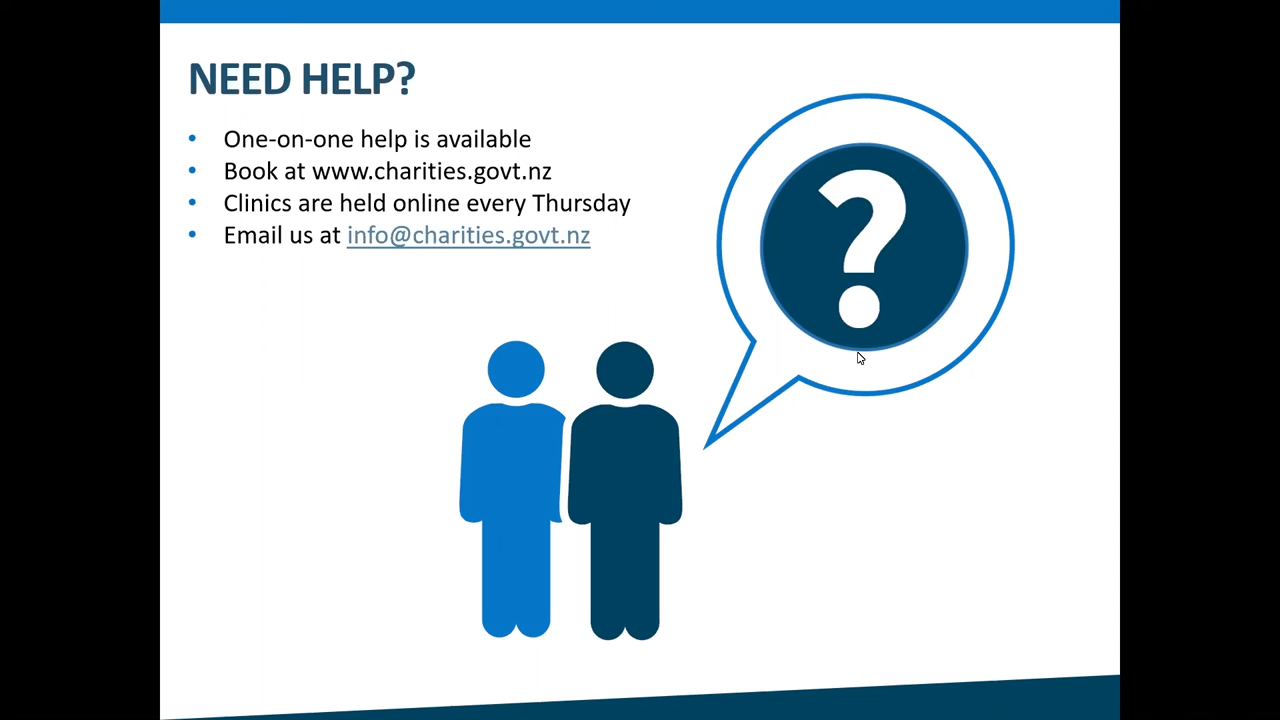 NEED HELP?
• One-on-one help is available
• Book at www.charities.govt.nz
• Clinics are held online every Thursday
• Email us at info@charities.govt.nz
?